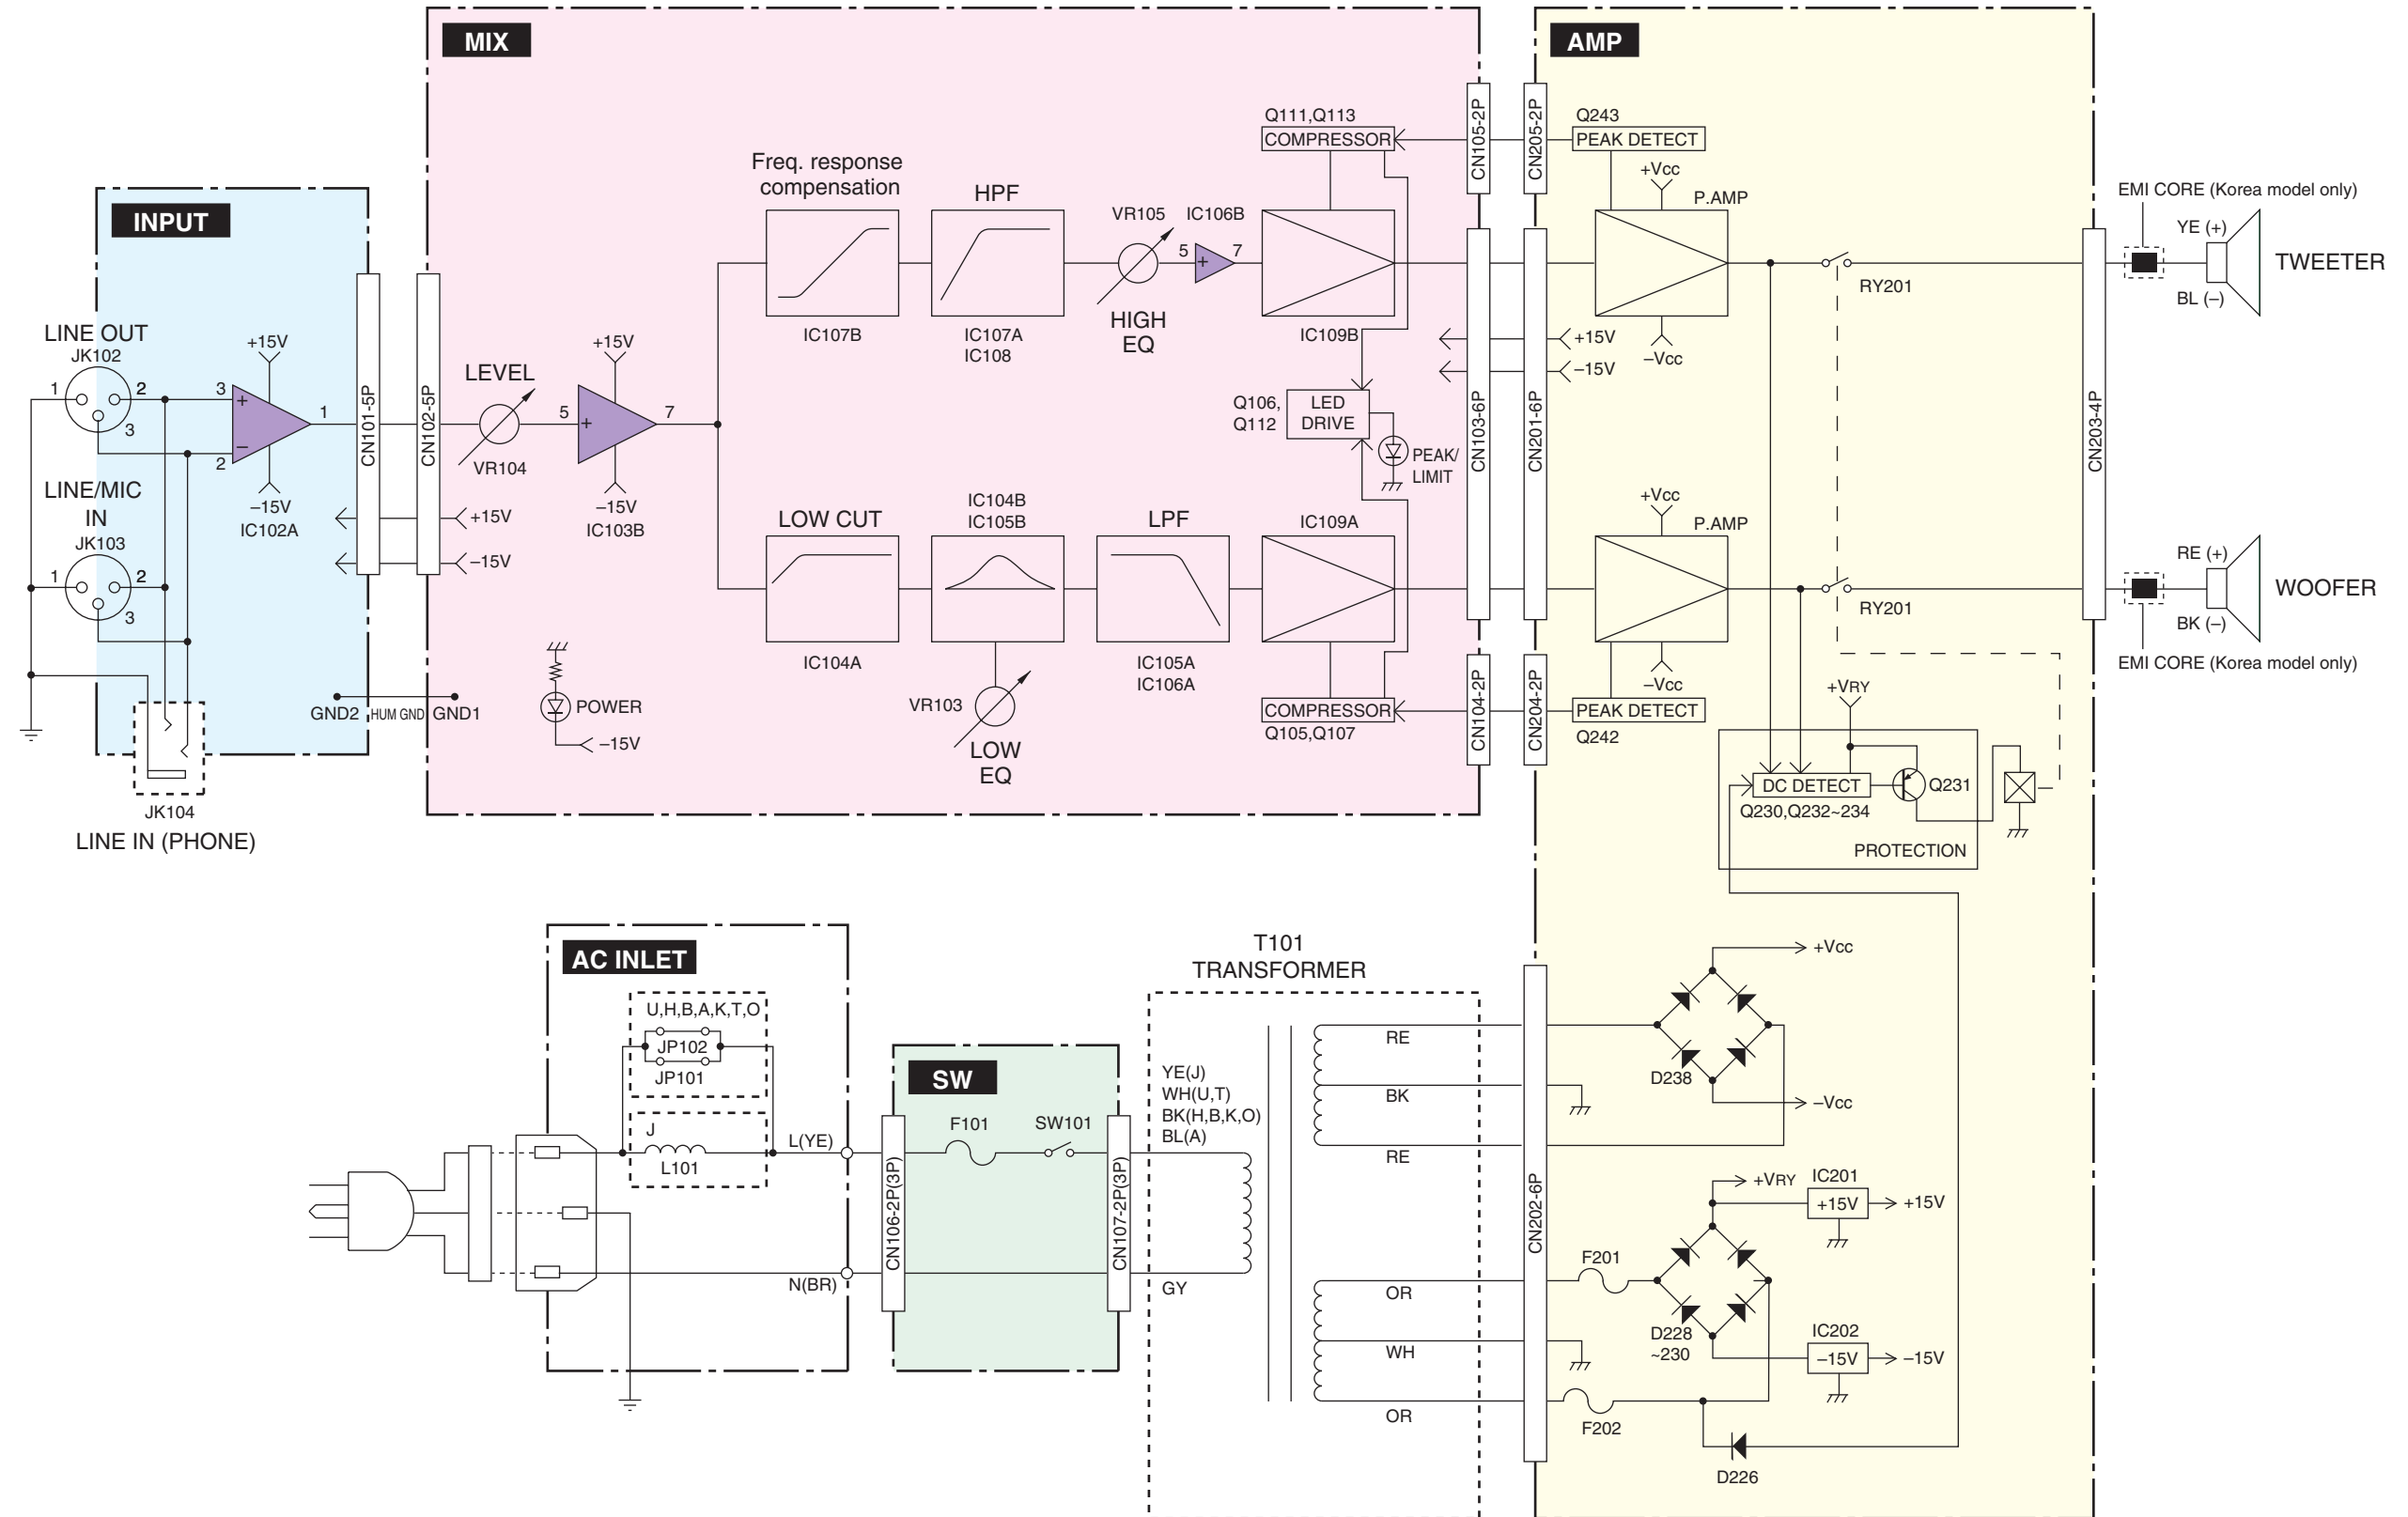 MIX
AMP
INPUT
AC INLET
SW
LINE OUT
JK102
1
2
3
LINE/MIC
IN
JK103
1
2
3
JK104
LINE IN (PHONE)
3
+
–
2
1
+15V
–15V
IC102A
CN101-5P
CN102-5P
+15V
–15V
GND2
HUM GND
GND1
LEVEL
VR104
5
+
7
+15V
–15V
IC103B
POWER
–15V
Freq. response
compensation
IC107B
HPF
IC107A
IC108
VR105
HIGH
EQ
IC106B
5
+
7
Q111,Q113
COMPRESSOR
IC109B
Q106,
Q112
LED
DRIVE
PEAK/
LIMIT
LOW CUT
IC104A
IC104B
IC105B
VR103
LOW
EQ
LPF
IC105A
IC106A
IC109A
COMPRESSOR
Q105,Q107
CN105-2P
CN205-2P
CN103-6P
CN201-6P
CN104-2P
CN204-2P
Q243
PEAK DETECT
+Vcc
P.AMP
–Vcc
+15V
–15V
+Vcc
P.AMP
–Vcc
PEAK DETECT
Q242
RY201
RY201
CN203-4P
EMI CORE (Korea model only)
YE (+)
BL (–)
TWEETER
RE (+)
BK (–)
WOOFER
EMI CORE (Korea model only)
+VRY
DC DETECT
Q231
Q230,Q232~234
PROTECTION
U,H,B,A,K,T,O
JP102
JP101
J
L101
L(YE)
N(BR)
CN106-2P(3P)
F101
SW101
CN107-2P(3P)
T101
TRANSFORMER
YE(J)
WH(U,T)
BK(H,B,K,O)
BL(A)
GY
RE
BK
RE
OR
WH
OR
CN202-6P
+Vcc
D238
–Vcc
+VRY
IC201
+15V
+15V
F201
D228
~230
IC202
–15V
–15V
F202
D226